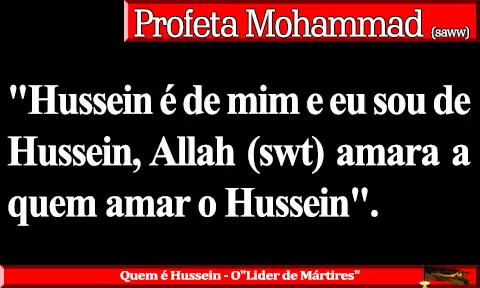 Profeta Mohammad (saww)
"Hussein é de mim e eu sou de
Hussein, Allah (swt) amara a
quem amar o Hussein".
Quem é Hussein - O"Lider de Mártires"